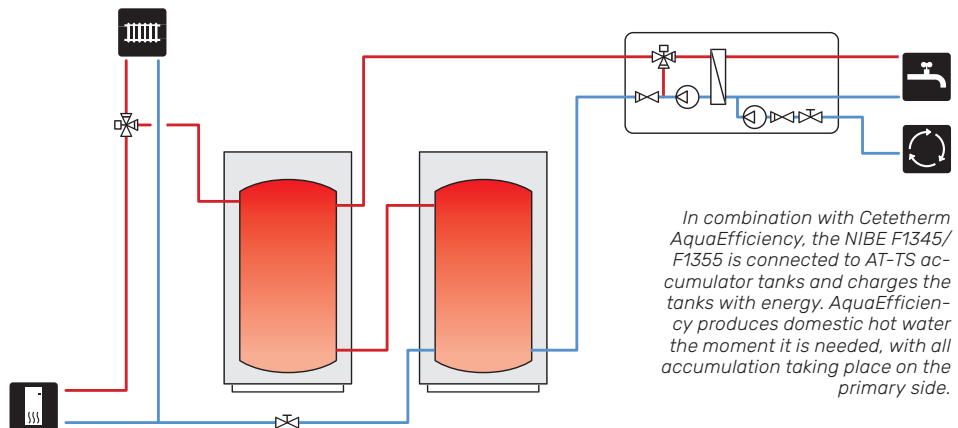 In combination with Cetetherm
AquaEfficiency, the NIBE F1345/
F1355 is connected to AT-TS ac-
cumulator tanks and charges the
tanks with energy. AquaEfficien-
cy produces domestic hot water
the moment it is needed, with all
accumulation taking place on the
primary side.